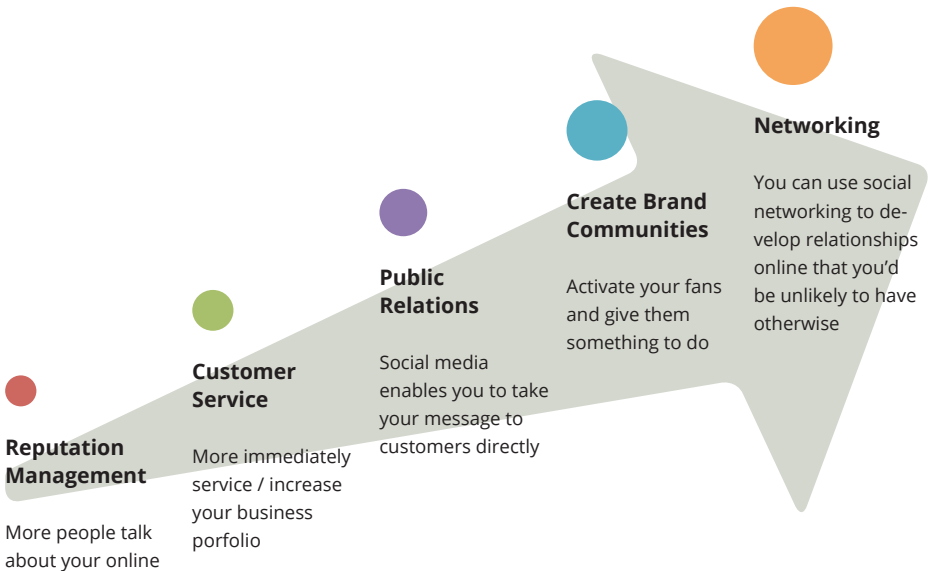 Networking
You can use social
networking to de-
velop relationships
online that you'd
be unlikely to have
otherwise
Create Brand
Communities
Activate your fans
and give them
something to do
Public
Relations
Social media
enables you to take
your message to
customers directly
Customer
Service
More immediately
service / increase
your business
porfolio
Reputation
Management
More people talk
about your online